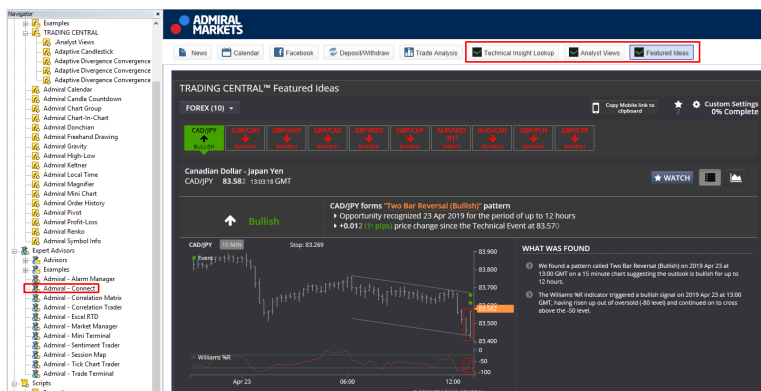 Navigator
Examples
TRADING CENTRAL
.Analyst Views
Adaptive Candlestick
Adaptive Divergence Convergence
Adaptive Divergence Convergence
Adaptive Divergence Convergence
Admiral Calendar
Admiral Candle Countdown
Admiral Chart Group
Admiral Chart-In-Chart
Admiral Donchian
Admiral Freehand Drawing
Admiral Gravity
Admiral High-Low
Admiral Keltner
Admiral Local Time
Admiral Magnifier
Admiral Mini Chart
Admiral Order History
Admiral Pivot
Admiral Profit-Loss
Admiral Renko
Admiral Symbol Info
Expert Advisors
Advisors
Examples
Admiral - Alarm Manager
Admiral - Connect
Admiral - Correlation Matrix
Admiral - Correlation Trader
Admiral - Excel RTD
Admiral - Market Manager
Admiral - Mini Terminal
Admiral - Sentiment Trader
Admiral - Session Map
Admiral - Tick Chart Trader
Admiral - Trade Terminal
Scripts
ADMIRAL
MARKETS
News Calendar Facebook Deposit/Withdraw Trade Analysis Technical Insight Lookup Analyst Views Featured Ideas
TRADING CENTRAL™ Featured Ideas
FOREX (10)
Copy Mobile link to
clipboard
2
Custom Settings
0% Complete
CAD/JPY EUR/CAD GBP/AUD GBP/CAD GBP/NZD GBP/CHF AUD/USD AUD/CAD GBP/PLN GBP/CZK
BULLISH BEARISH BEARISH BEARISH BEARISH BEARISH BEARISH BEARISH BEARISH
Canadian Dollar - Japan Yen
CAD/JPY 83.582 13:03:18 GMT
WATCH
Bullish
CAD/JPY forms "Two Bar Reversal (Bullish)" pattern
Opportunity recognized 23 Apr 2019 for the period of up to 12 hours
+0.012 (1+ pips) price change since the Technical Event at 83.570
CAD/JPY 15 MIN Stop: 83.269
Event
83.900
83.800
83.700
83.582
83.500
83.400
0
-50
-100
Williams %R
Apr 23 06:00 12:00
WHAT WAS FOUND
We found a pattern called Two Bar Reversal (Bullish) on 2019 Apr 23 at
13:00 GMT on a 15 minute chart suggesting the outlook is bullish for up to
12 hours.
The Williams %R indicator triggered a bullish signal on 2019 Apr 23 at 13:00
GMT, having risen up out of oversold (-80 level) and continued on to cross
above the -50 level.